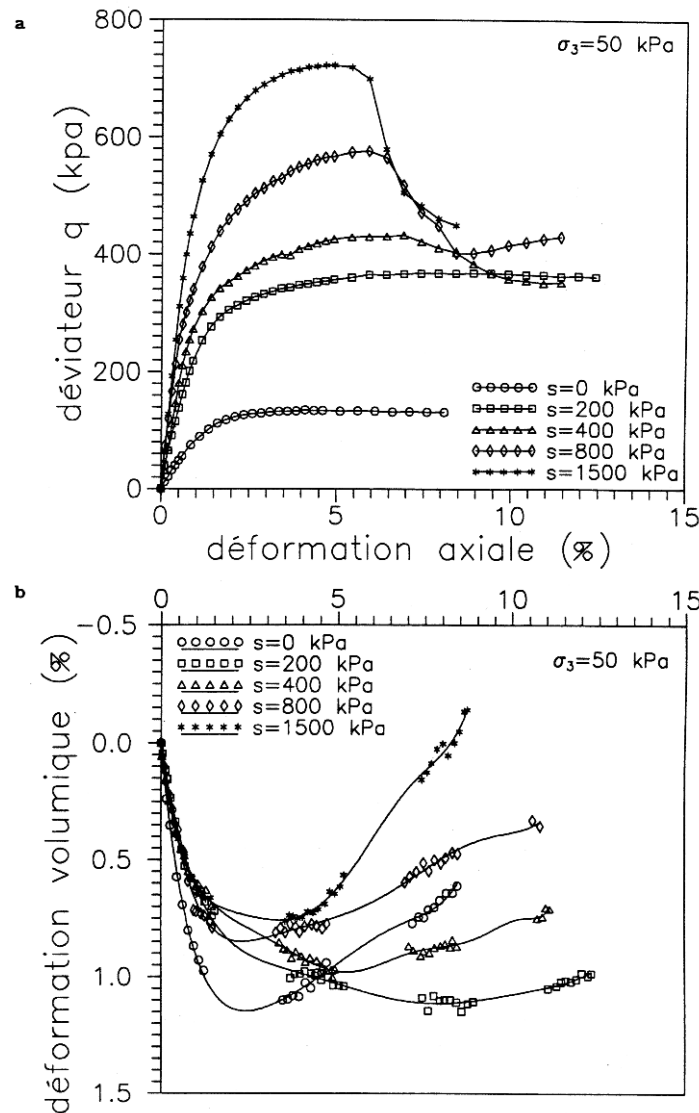 a
800
600
400
200
0
déviateur q (kpa)
σ₃=50 kPa
s=0 kPa
s=200 kPa
s=400 kPa
s=800 kPa
s=1500 kPa
0
5
10
15
déformation axiale (%)
b
0
5
10
15
-0.5
0.0
0.5
1.0
1.5
déformation volumique (%)
s=0 kPa
s=200 kPa
s=400 kPa
s=800 kPa
s=1500 kPa
σ₃=50 kPa